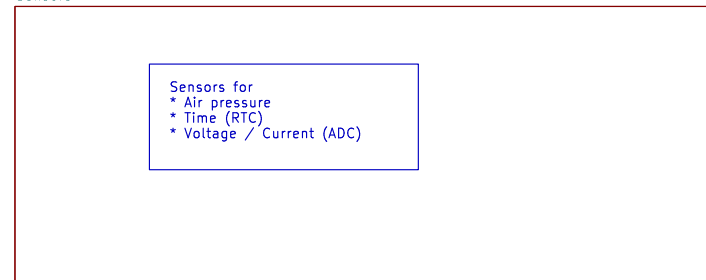 Sensors for
* Air pressure
* Time (RTC)
* Voltage / Current (ADC)